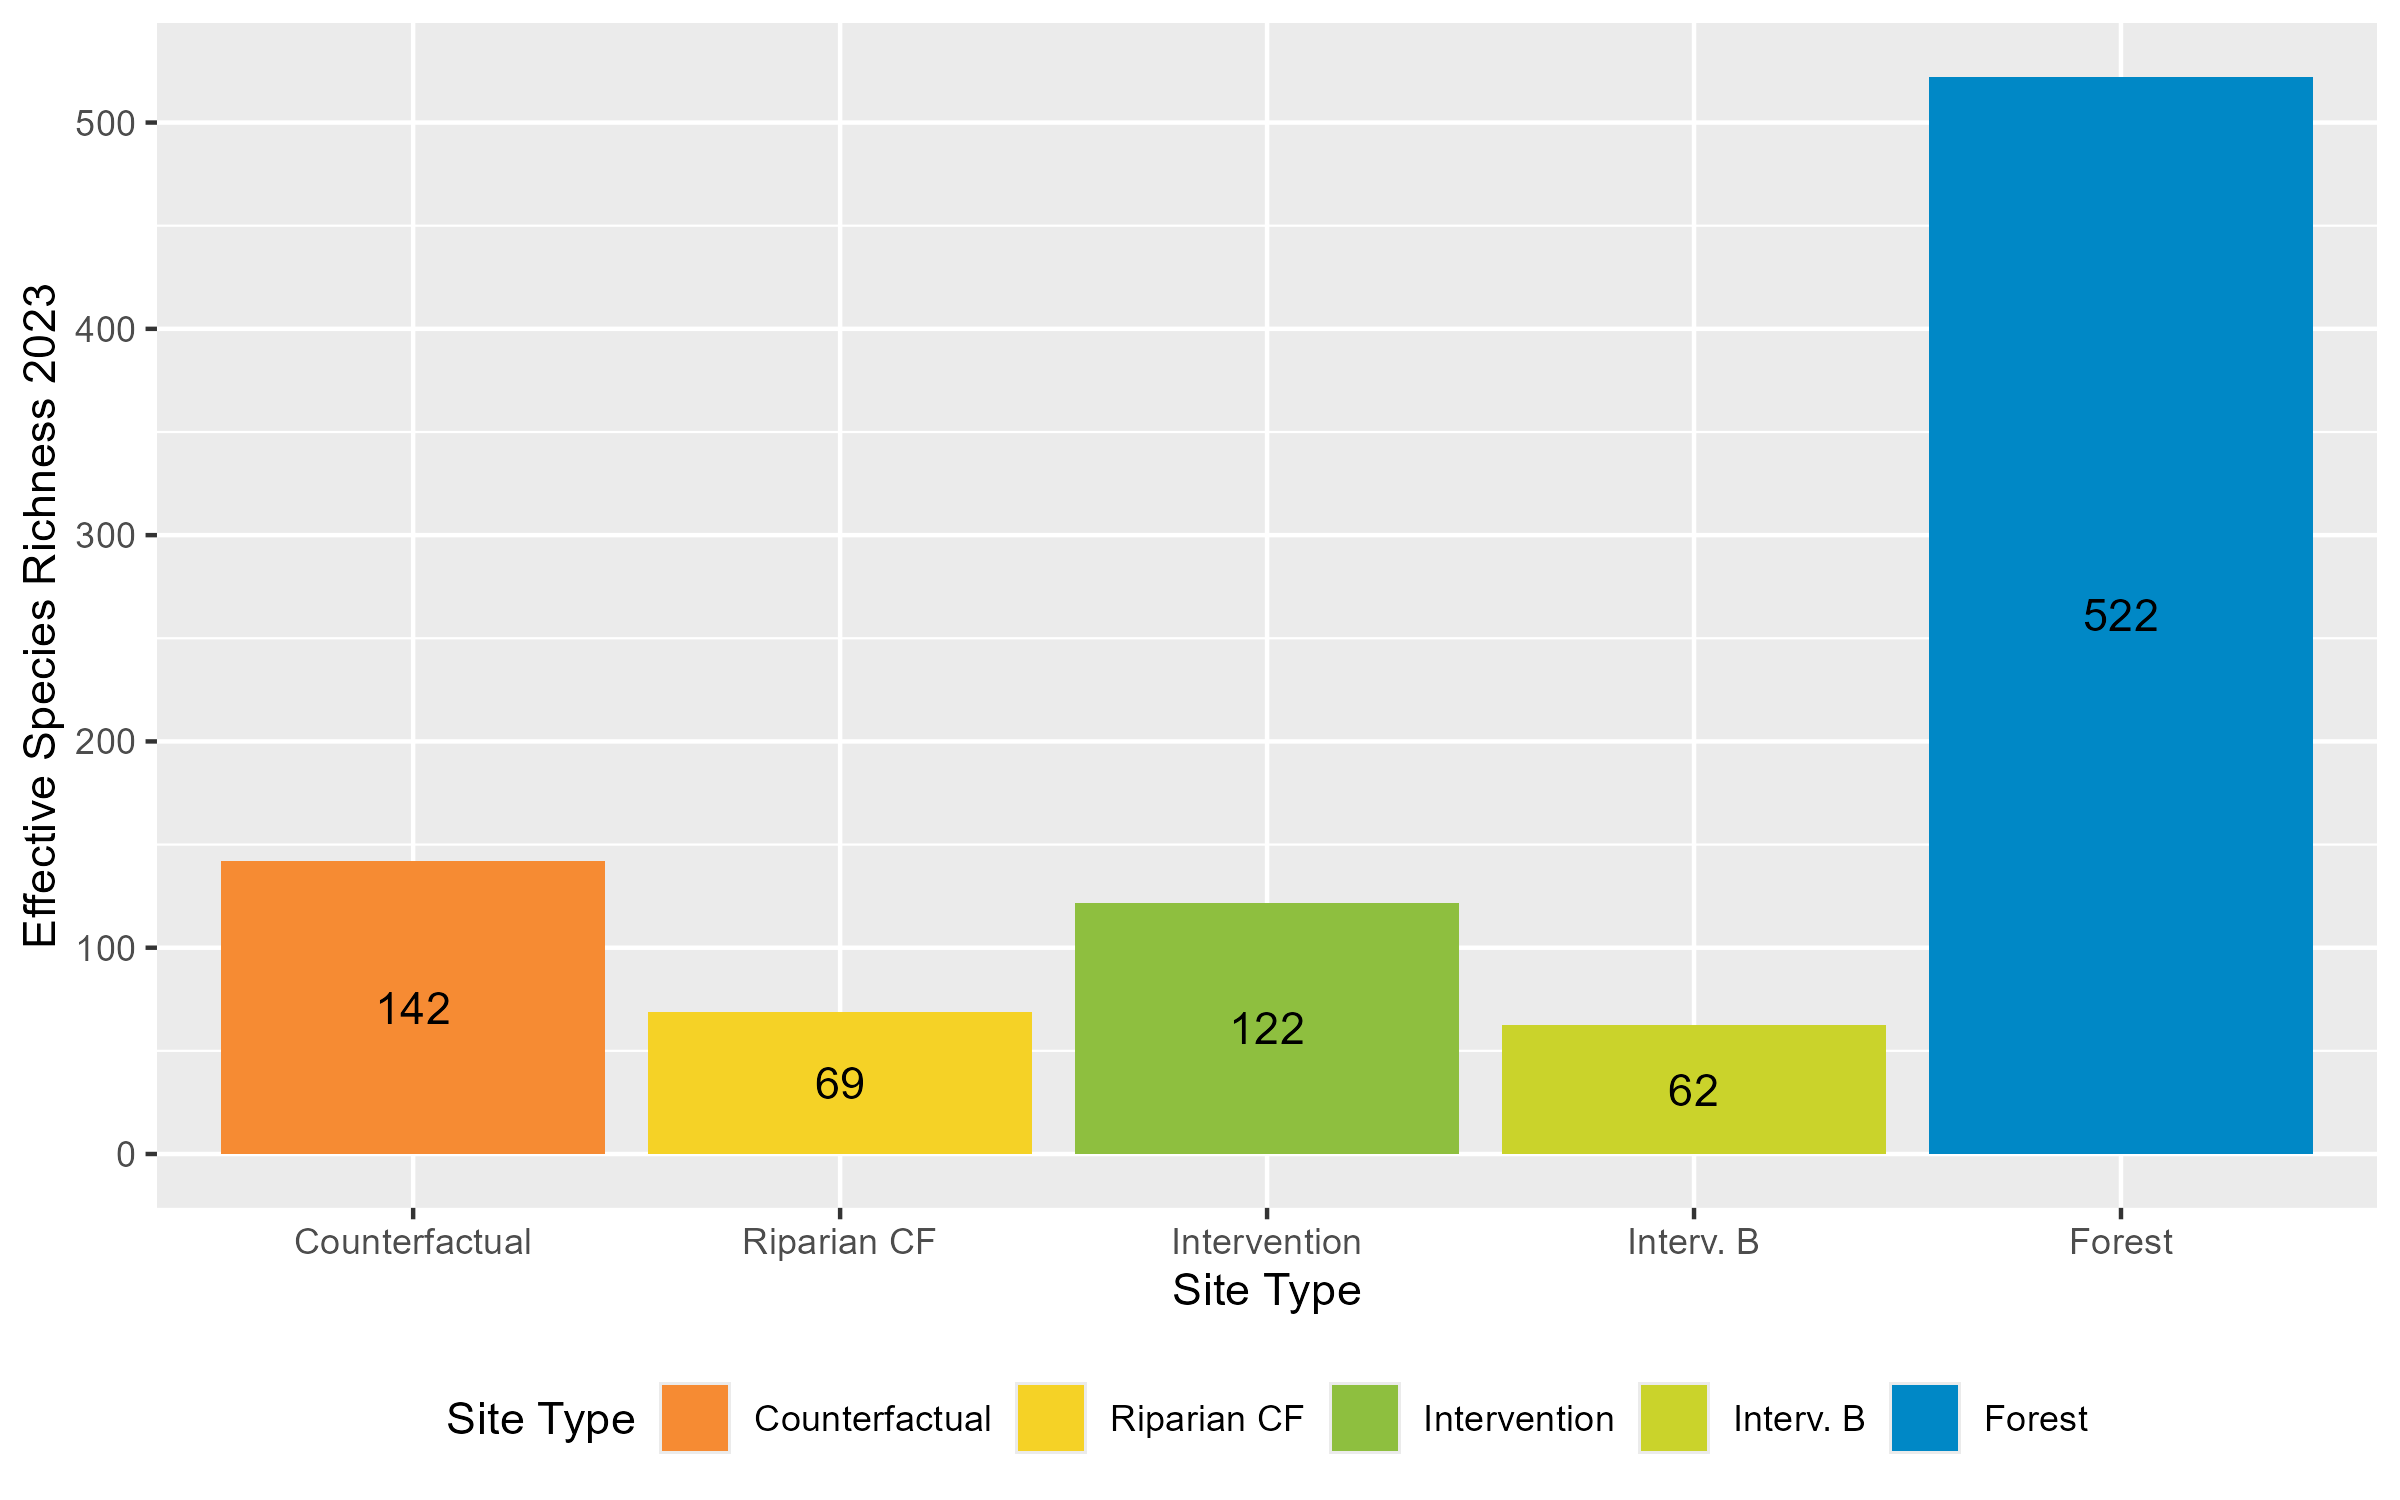 Effective Species Richness 2023
500
400
300
200
100
0
142
69
122
62
522
Counterfactual
Riparian CF
Intervention
Interv. B
Forest
Site Type
Site Type
Counterfactual
Riparian CF
Intervention
Interv. B
Forest